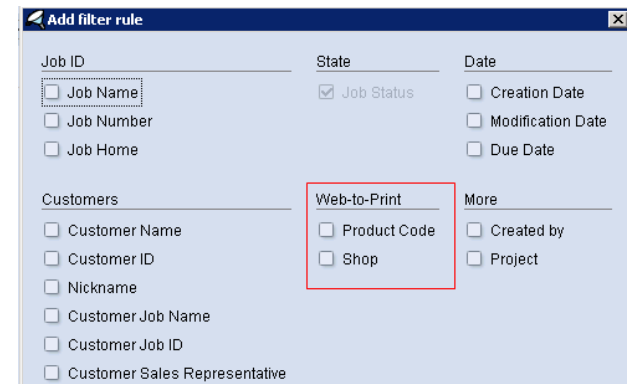 Add filter rule
Job ID
Job Name
Job Number
Job Home
State
Job Status
Date
Creation Date
Modification Date
Due Date
Customers
Customer Name
Customer ID
Nickname
Customer Job Name
Customer Job ID
Customer Sales Representative
Web-to-Print
Product Code
Shop
More
Created by
Project